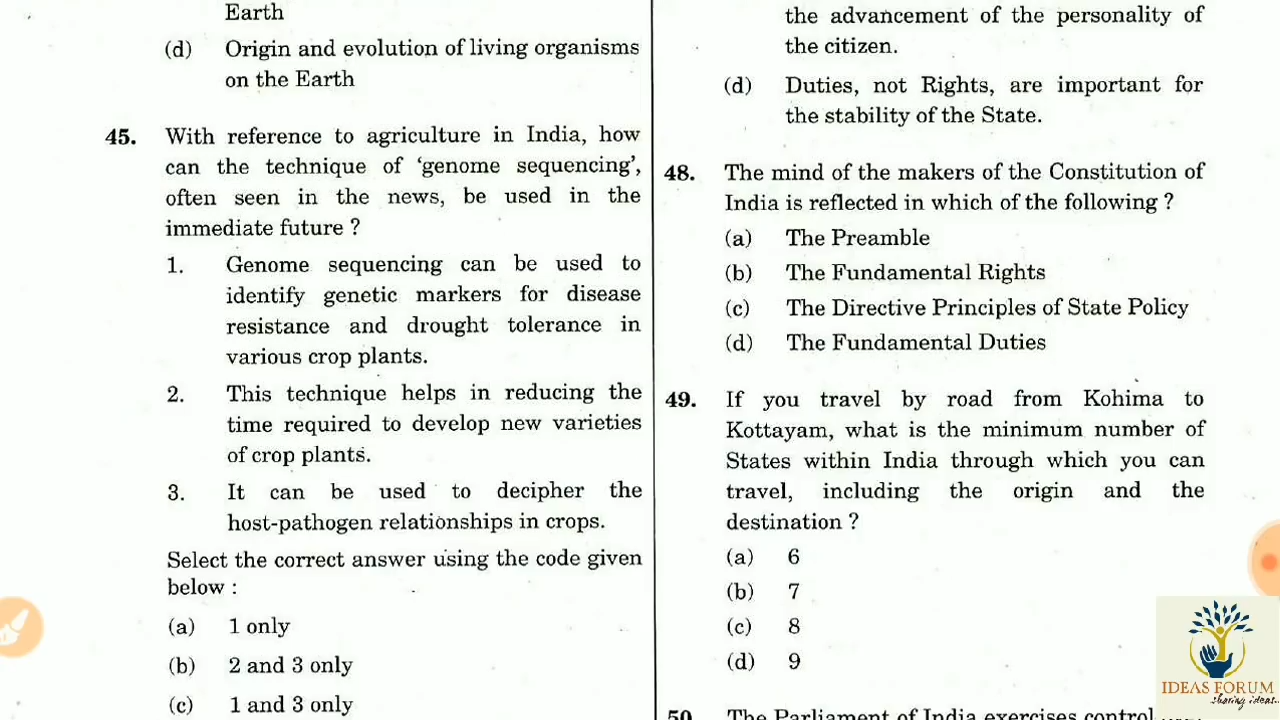 Earth
(d) Origin and evolution of living organisms
on the Earth
45. With reference to agriculture in India, how
can the technique of ‘genome sequencing’,
often seen in the news, be used in the
immediate future ?
1. Genome sequencing can be used to
identify genetic markers for disease
resistance and drought tolerance in
various crop plants.
2. This technique helps in reducing the
time required to develop new varieties
of crop plants.
3. It can be used to decipher the
host-pathogen relationships in crops.
Select the correct answer using the code given
below :
(a) 1 only
(b) 2 and 3 only
(c) 1 and 3 only
the advancement of the personality of
the citizen.
(d) Duties, not Rights, are important for
the stability of the State.
48. The mind of the makers of the Constitution of
India is reflected in which of the following ?
(a) The Preamble
(b) The Fundamental Rights
(c) The Directive Principles of State Policy
(d) The Fundamental Duties
49. If you travel by road from Kohima to
Kottayam, what is the minimum number of
States within India through which you can
travel, including the origin and the
destination ?
(a) 6
(b) 7
(c) 8
(d) 9
50. The Parliament of India exercises control
IDEAS FORUM
sharing ideas